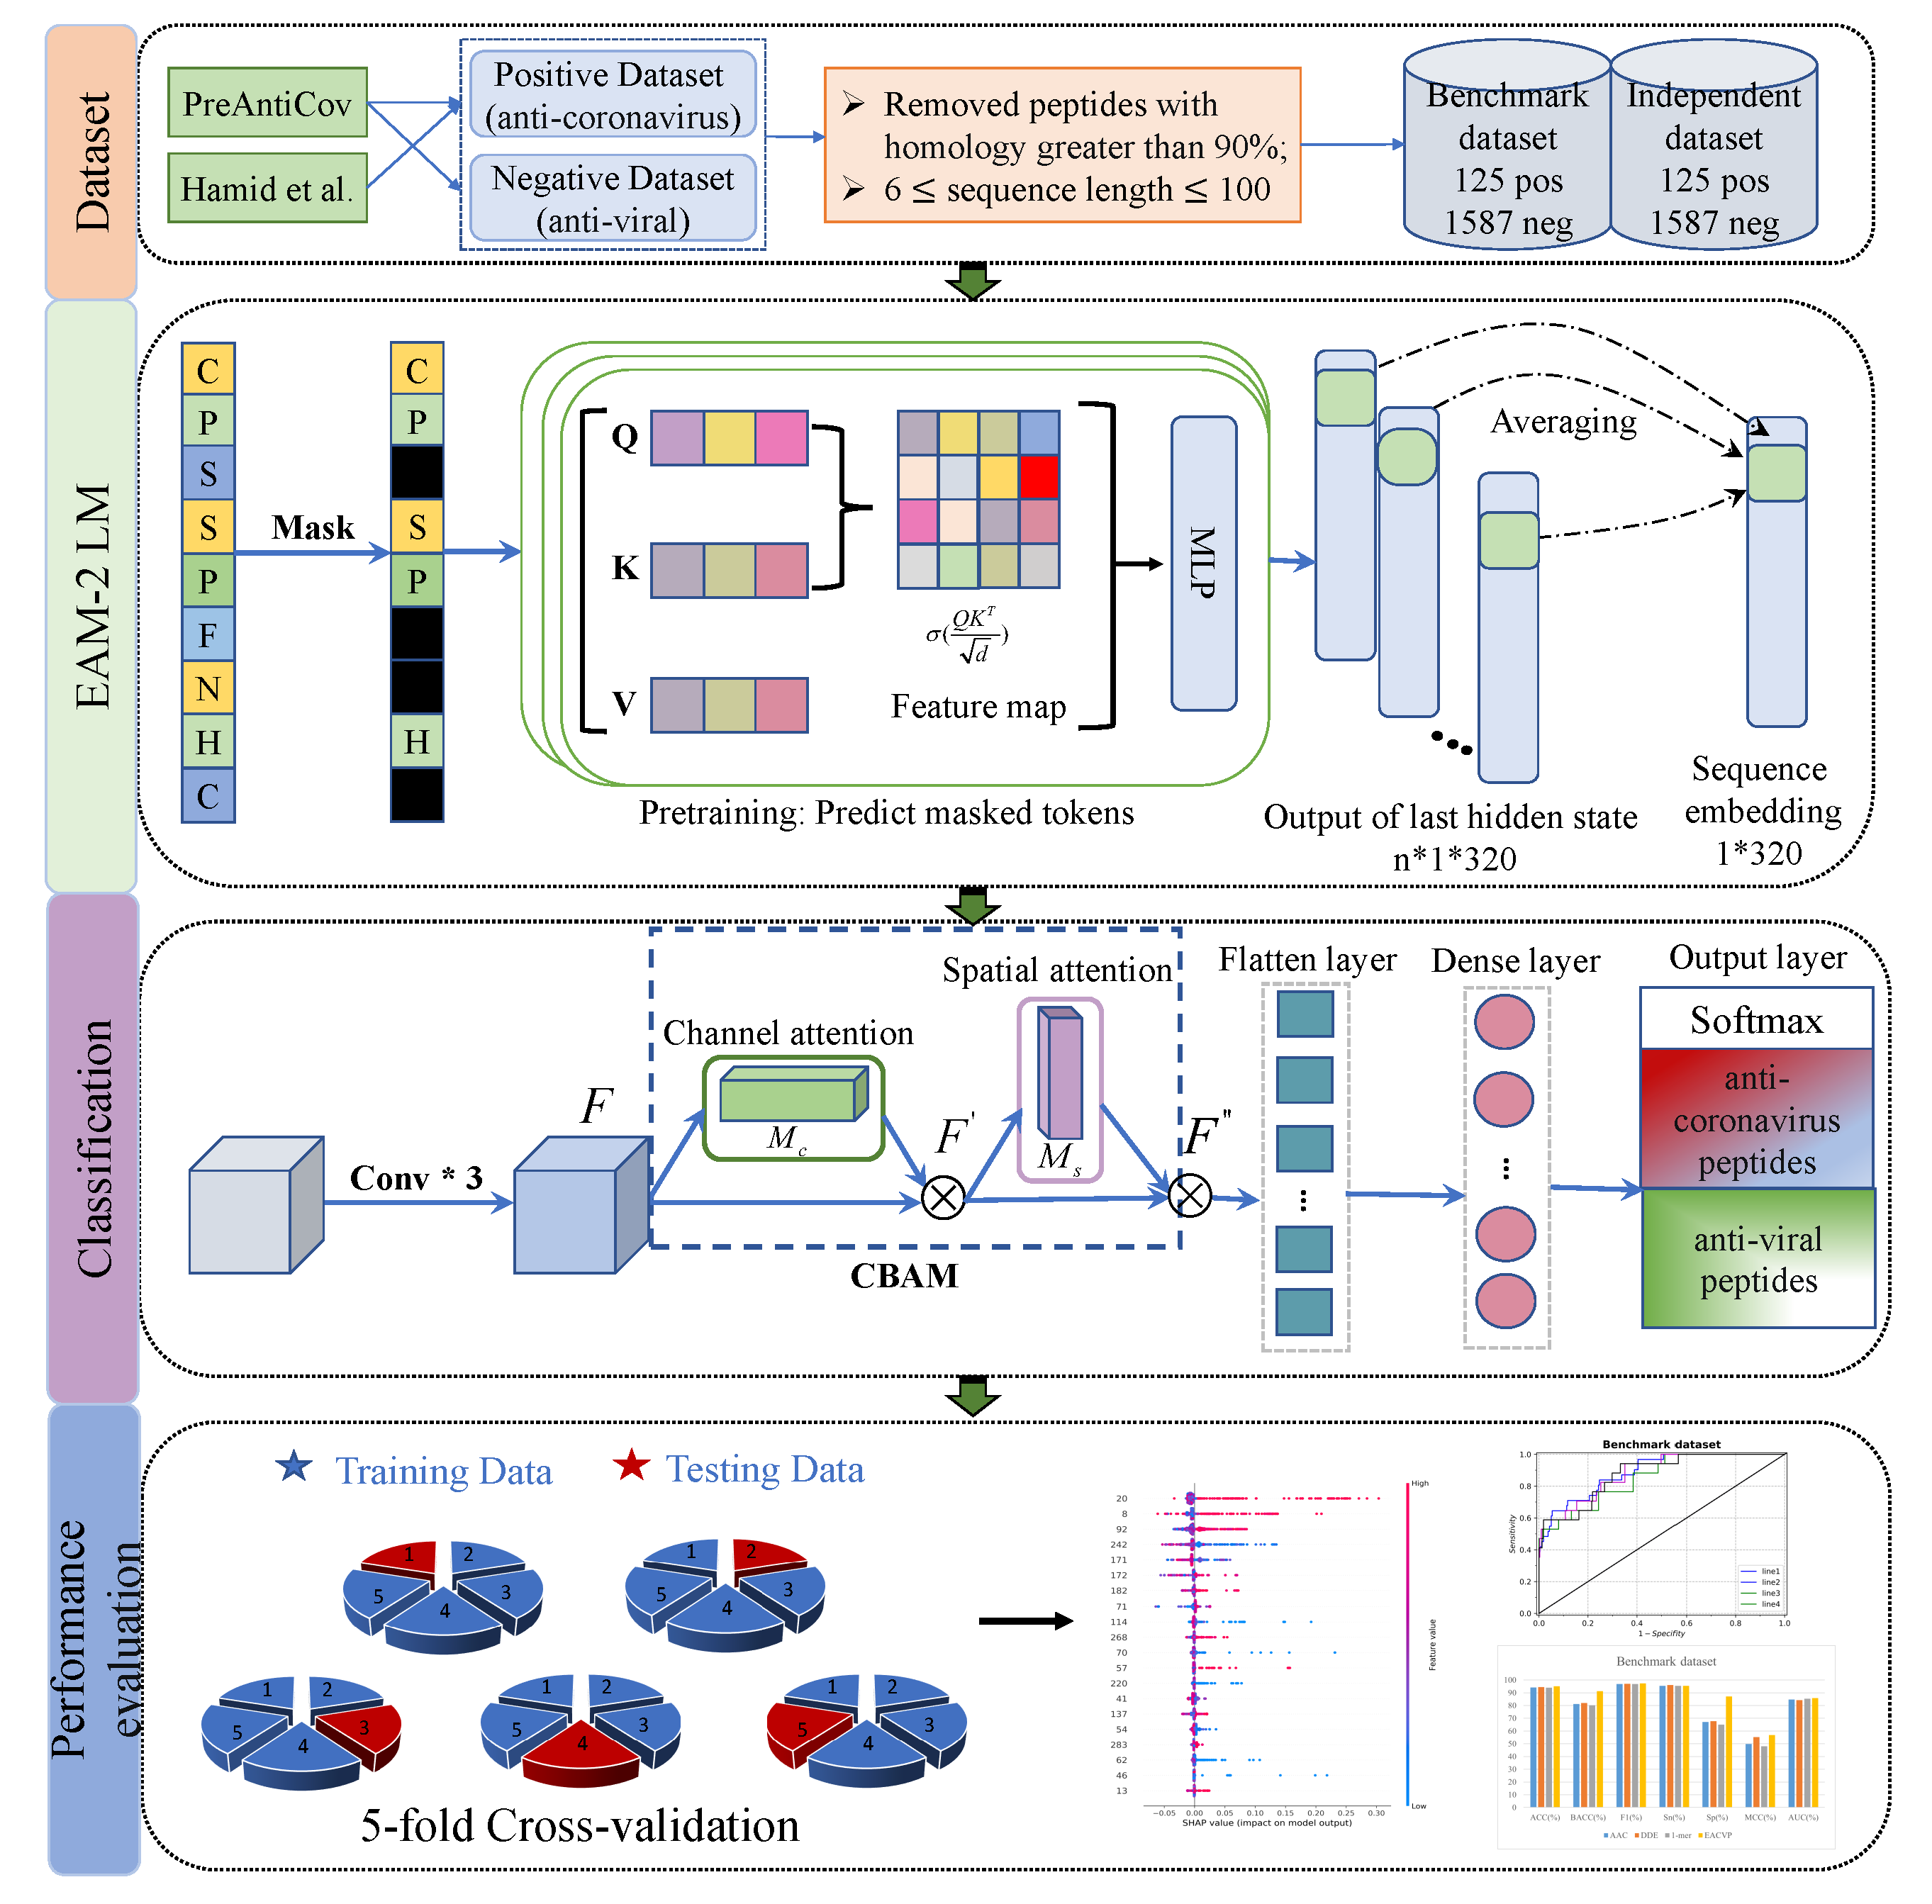 Dataset
PreAntiCov
Hamid et al.
Positive Dataset
(anti-coronavirus)
Negative Dataset
(anti-viral)
➢ Removed peptides with
homology greater than 90%;
➢ 6 ≤ sequence length ≤ 100
Benchmark
dataset
125 pos
1587 neg
Independent
dataset
125 pos
1587 neg
EAM-2 LM
C
P
S
S
P
F
N
H
C
Mask
C
P
S
P
H
Q
K
V
σ(QK^T/√d)
Feature map
MLP
Pretraining: Predict masked tokens
Averaging
Output of last hidden state
n*1*320
Sequence
embedding
1*320
Classification
Conv * 3
F
Channel attention
M_c
F'
Spatial attention
M_s
F"
CBAM
Flatten layer
...
Dense layer
...
Output layer
Softmax
anti-
coronavirus
peptides
anti-viral
peptides
Performance
evaluation
Training Data
Testing Data
1 2 3 4 5
1 2 3 4 5
1 2 3 4 5
1 2 3 4 5
1 2 3 4 5
5-fold Cross-validation
20
8
92
242
171
172
182
71
114
268
70
57
220
41
137
54
283
62
46
13
−0.05 0.00 0.05 0.10 0.15 0.20 0.25 0.30
SHAP value (impact on model output)
High
Feature value
Low
Benchmark dataset
Sensitivity
1.0
0.8
0.6
0.4
0.2
0.0
0.0 0.2 0.4 0.6 0.8 1.0
1 − Specifity
line1
line2
line3
line4
Benchmark dataset
100
90
80
70
60
50
40
30
20
10
0
ACC(%) BACC(%) F1(%) Sn(%) Sp(%) MCC(%) AUC(%)
AAC DDE 1-mer EACVP